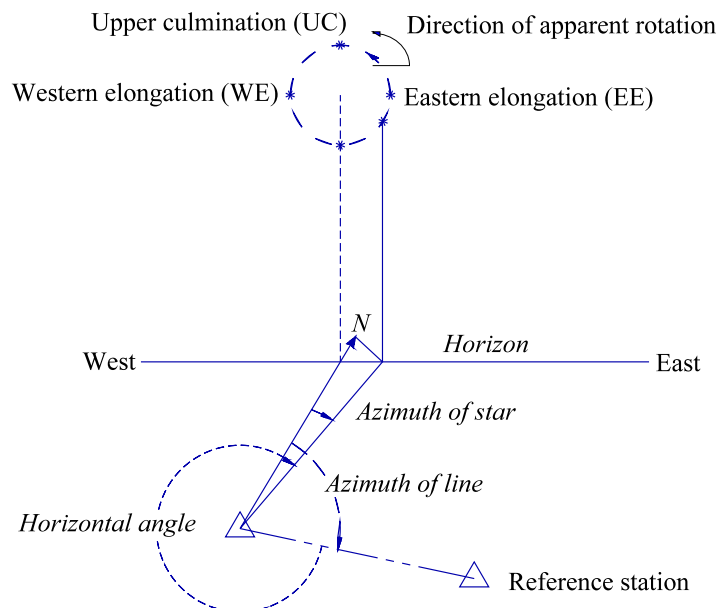 Upper culmination (UC)
Direction of apparent rotation
Western elongation (WE)
Eastern elongation (EE)
N
Horizon
West
East
Azimuth of star
Azimuth of line
Horizontal angle
Reference station